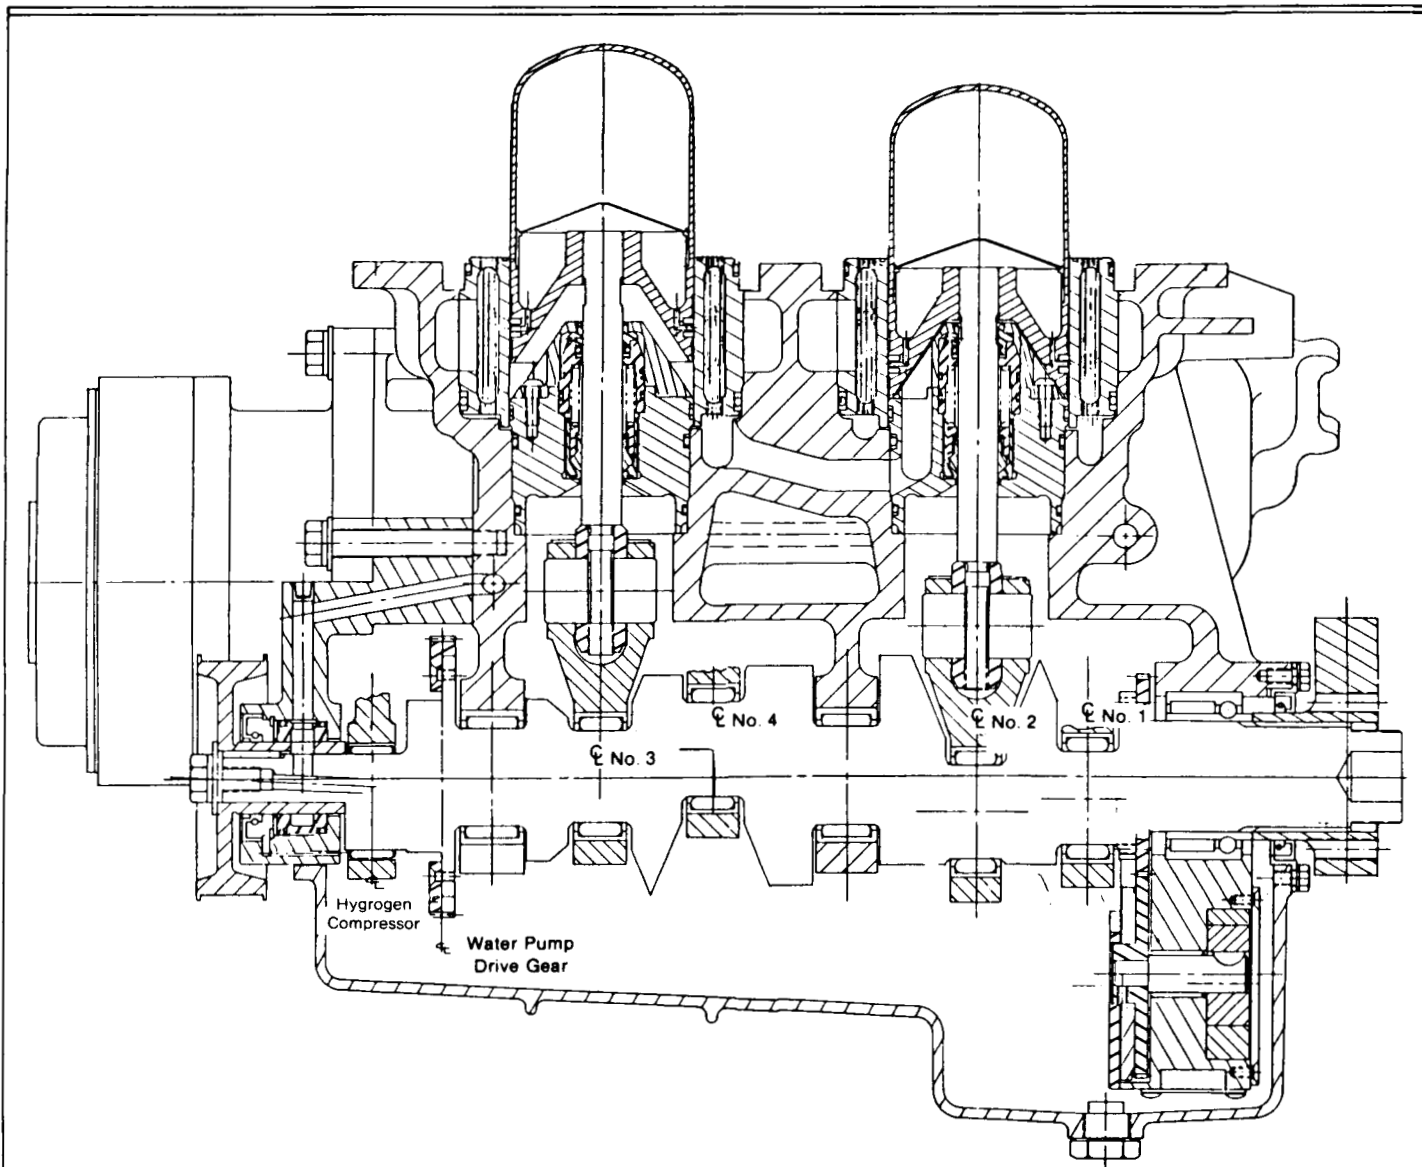 ℄ No. 4
℄ No. 2
℄ No. 1
℄ No. 3
℄
Hygrogen
Compressor
℄
Water Pump
Drive Gear